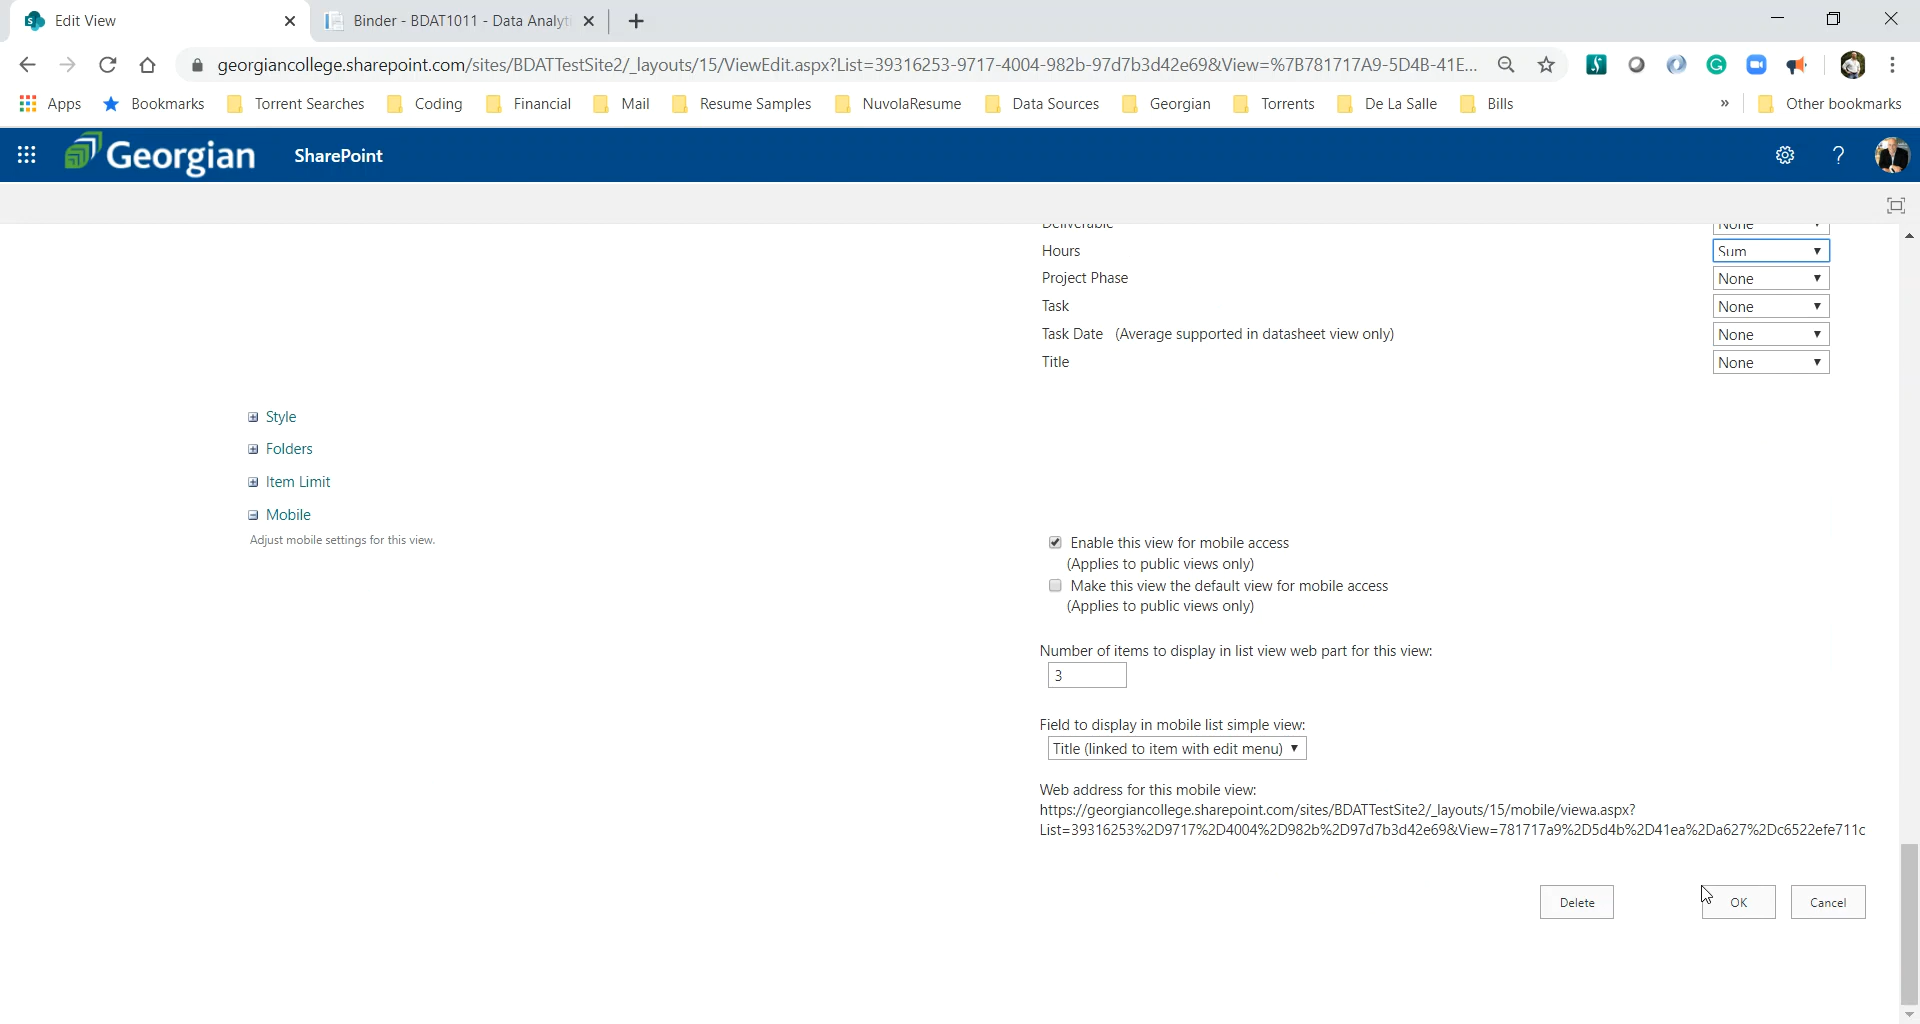 Edit View
Binder - BDAT1011 - Data Analyt
georgiancollege.sharepoint.com/sites/BDATTestSite2/_layouts/15/ViewEdit.aspx?List=39316253-9717-4004-982b-97d7b3d42e69&View=%7B781717A9-5D4B-41E...
Apps
Bookmarks
Torrent Searches
Coding
Financial
Mail
Resume Samples
NuvolaResume
Data Sources
Georgian
Torrents
De La Salle
Bills
»
Other bookmarks
Georgian
SharePoint
?
Deliverable
None
Hours
Sum
Project Phase
None
Task
None
Task Date (Average supported in datasheet view only)
None
Title
None
Style
Folders
Item Limit
Mobile
Adjust mobile settings for this view.
Enable this view for mobile access
(Applies to public views only)
Make this view the default view for mobile access
(Applies to public views only)
Number of items to display in list view web part for this view:
3
Field to display in mobile list simple view:
Title (linked to item with edit menu)
Web address for this mobile view:
https://georgiancollege.sharepoint.com/sites/BDATTestSite2/_layouts/15/mobile/viewa.aspx?
List=39316253%2D9717%2D4004%2D982b%2D97d7b3d42e69&View=781717a9%2D5d4b%2D41ea%2Da627%2Dc6522efe711c
Delete
OK
Cancel